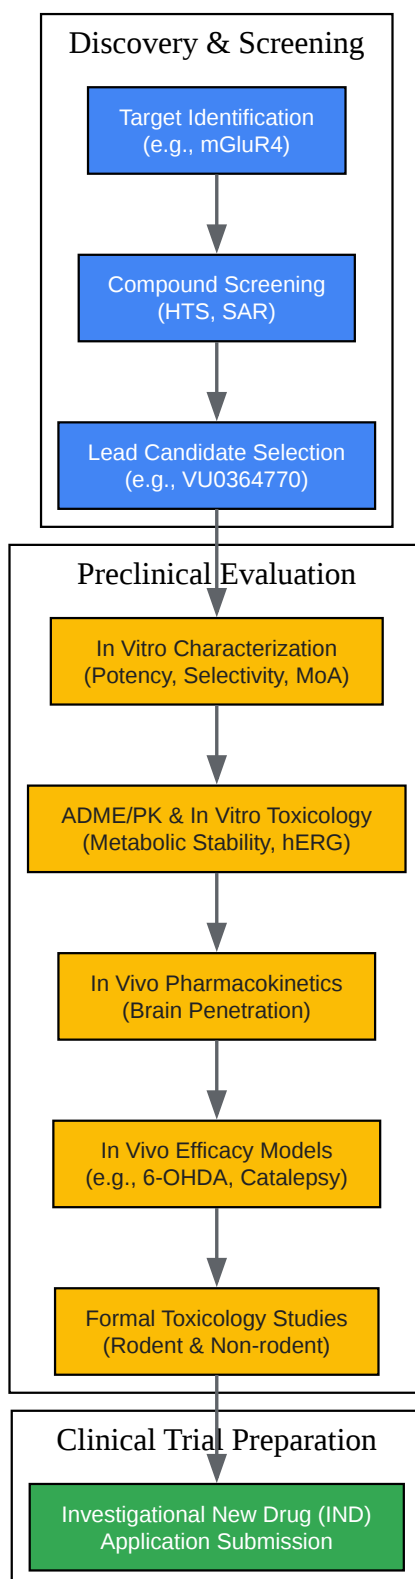 Discovery & Screening
Target Identification
(e.g., mGluR4)
Compound Screening
(HTS, SAR)
Lead Candidate Selection
(e.g., VU0364770)
Preclinical Evaluation
In Vitro Characterization
(Potency, Selectivity, MoA)
ADME/PK & In Vitro Toxicology
(Metabolic Stability, hERG)
In Vivo Pharmacokinetics
(Brain Penetration)
In Vivo Efficacy Models
(e.g., 6-OHDA, Catalepsy)
Formal Toxicology Studies
(Rodent & Non-rodent)
Clinical Trial Preparation
Investigational New Drug (IND)
Application Submission